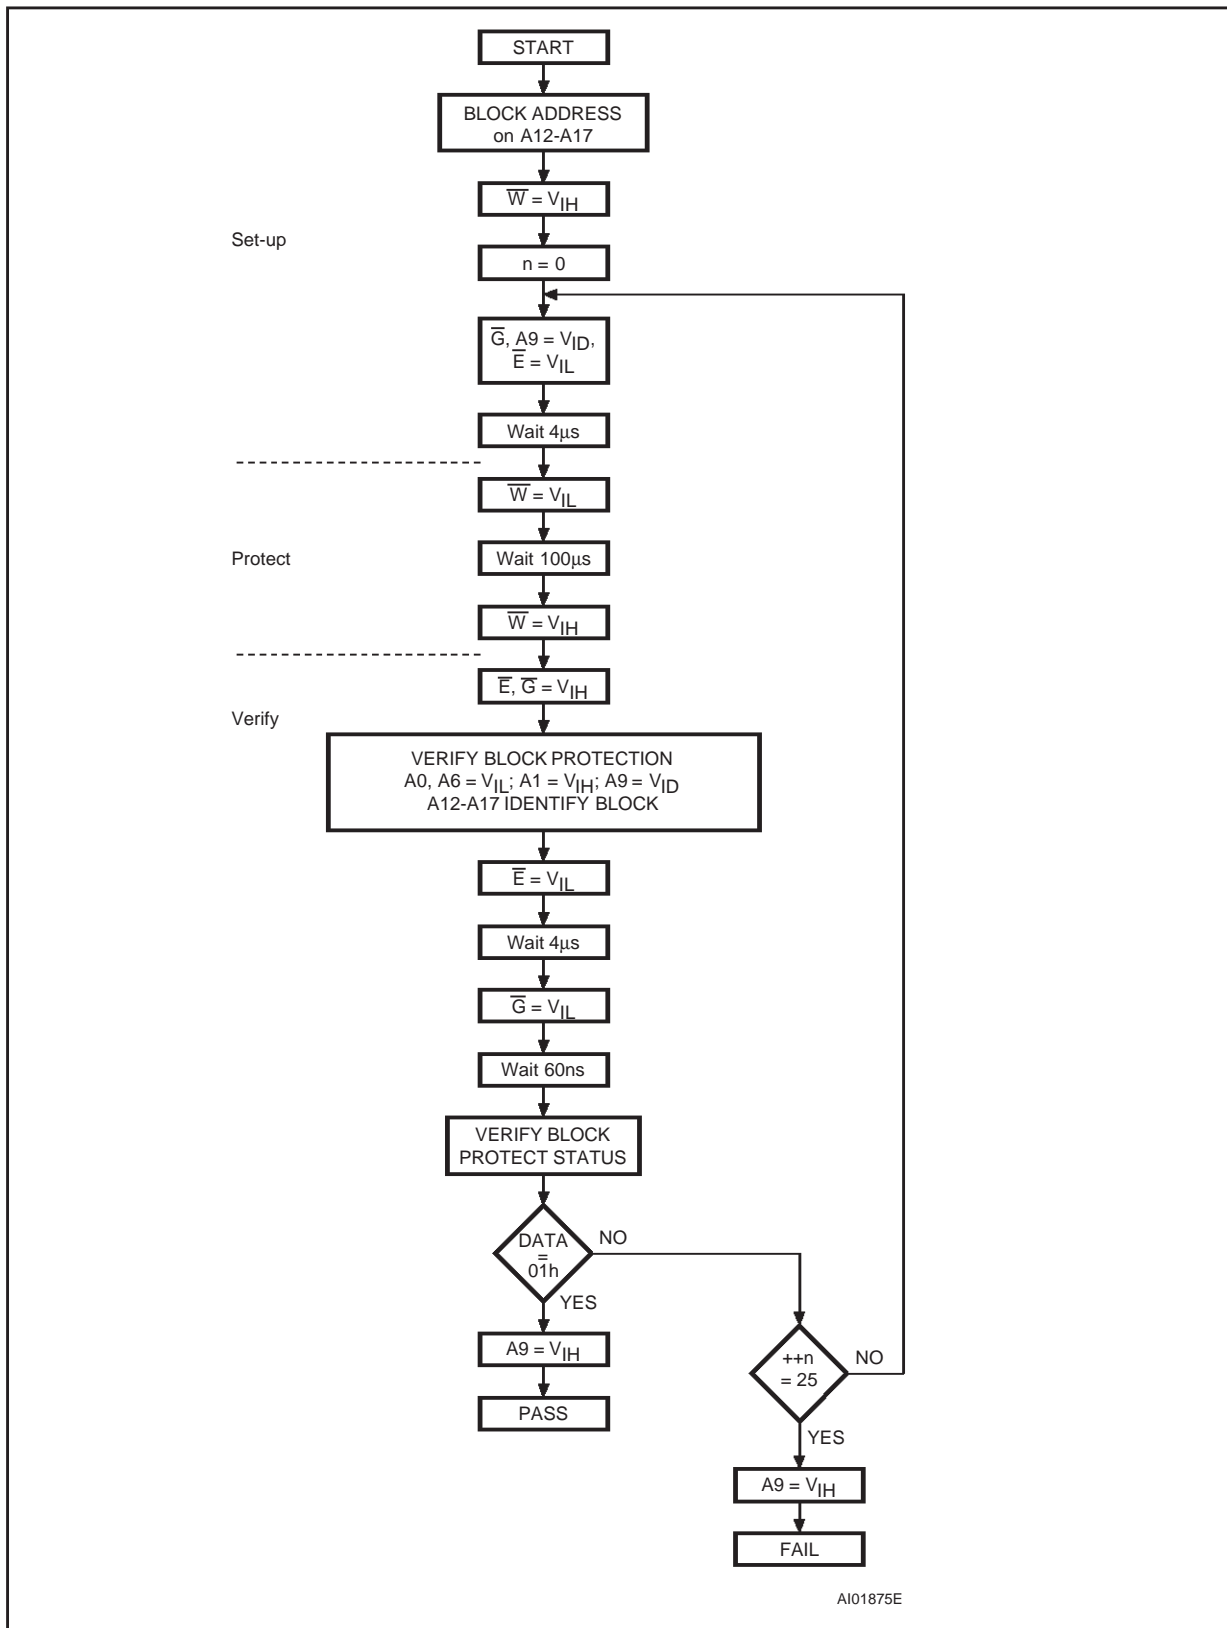 START
BLOCK ADDRESS
on A12-A17
W̅ = VIH
Set-up
n = 0
G̅, A9 = VID,
E̅ = VIL
Wait 4µs
W̅ = VIL
Protect
Wait 100µs
W̅ = VIH
E̅, G̅ = VIH
Verify
VERIFY BLOCK PROTECTION
A0, A6 = VIL; A1 = VIH; A9 = VID
A12-A17 IDENTIFY BLOCK
E̅ = VIL
Wait 4µs
G̅ = VIL
Wait 60ns
VERIFY BLOCK
PROTECT STATUS
DATA
=
01h
NO
YES
A9 = VIH
PASS
++n
= 25
NO
YES
A9 = VIH
FAIL
AI01875E